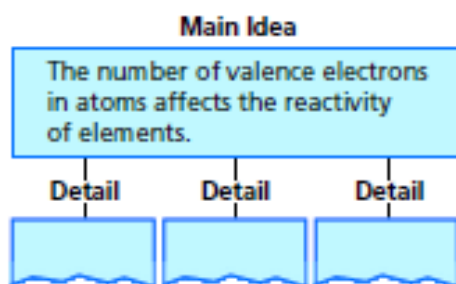 Main Idea
The number of valence electrons
in atoms affects the reactivity
of elements.
Detail Detail Detail